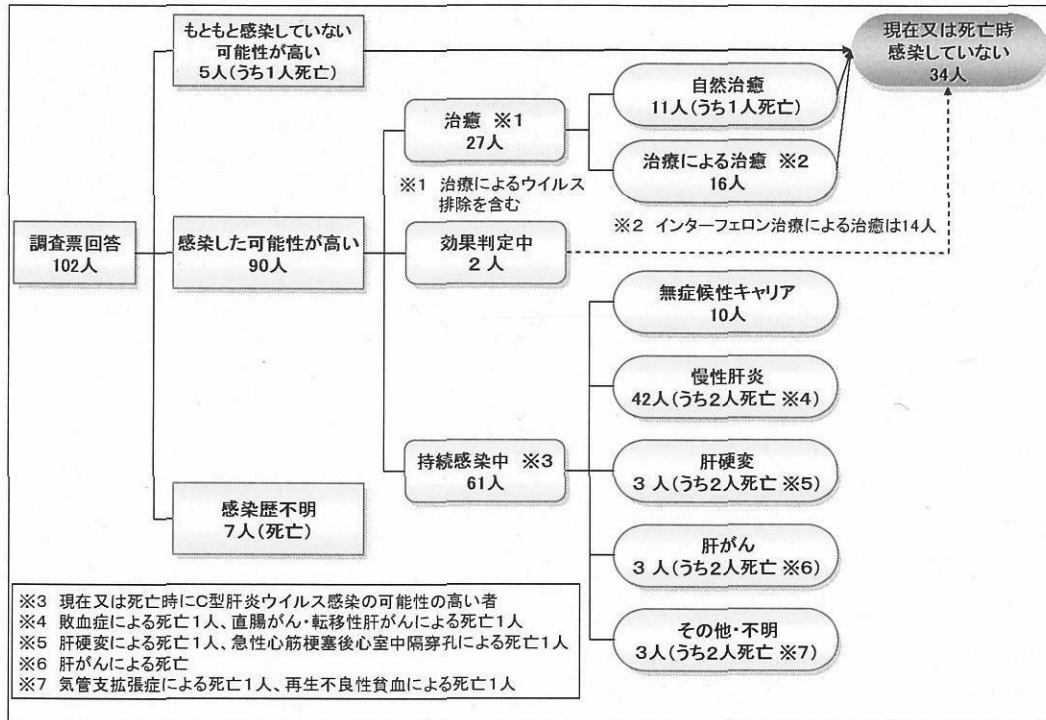 もともと感染していない
可能性が高い
5人(うち1人死亡)
現在又は死亡時
感染していない
34人
治癒 ※1
27人
自然治癒
11人(うち1人死亡)
治療による治癒 ※2
16人
※1 治療によるウイルス
排除を含む
※2 インターフェロン治療による治癒は14人
調査票回答
102人
感染した可能性が高い
90人
効果判定中
2人
無症候性キャリア
10人
慢性肝炎
42人(うち2人死亡 ※4)
持続感染中 ※3
61人
肝硬変
3人(うち2人死亡 ※5)
感染歴不明
7人(死亡)
肝がん
3人(うち2人死亡 ※6)
その他・不明
3人(うち2人死亡 ※7)
※3 現在又は死亡時にC型肝炎ウイルス感染の可能性の高い者
※4 敗血症による死亡1人、直腸がん・転移性肝がんによる死亡1人
※5 肝硬変による死亡1人、急性心筋梗塞後心室中隔穿孔による死亡1人
※6 肝がんによる死亡
※7 気管支拡張症による死亡1人、再生不良性貧血による死亡1人